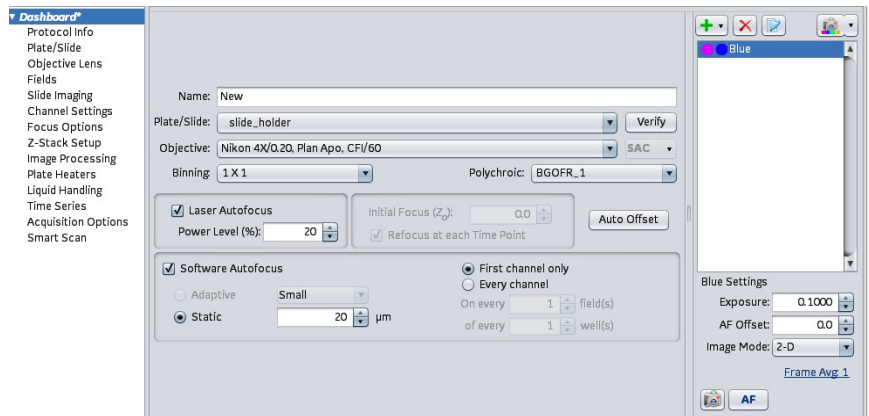 Dashboard*
Protocol Info
Plate/Slide
Objective Lens
Fields
Slide Imaging
Channel Settings
Focus Options
Z-Stack Setup
Image Processing
Plate Heaters
Liquid Handling
Time Series
Acquisition Options
Smart Scan
Name: New
Plate/Slide: slide_holder Verify
Objective: Nikon 4X/0.20, Plan Apo, CFI/60 SAC
Binning: 1 X 1 Polychroic: BGOFR_1
Laser Autofocus
Power Level (%): 20
Initial Focus (Zo): 0.0
Refocus at each Time Point
Auto Offset
Software Autofocus
Adaptive Small
Static 20 µm
First channel only
Every channel
On every 1 field(s)
of every 1 well(s)
Blue
Blue Settings
Exposure: 0.1000
AF Offset: 0.0
Image Mode: 2-D
Frame Avg: 1
AF